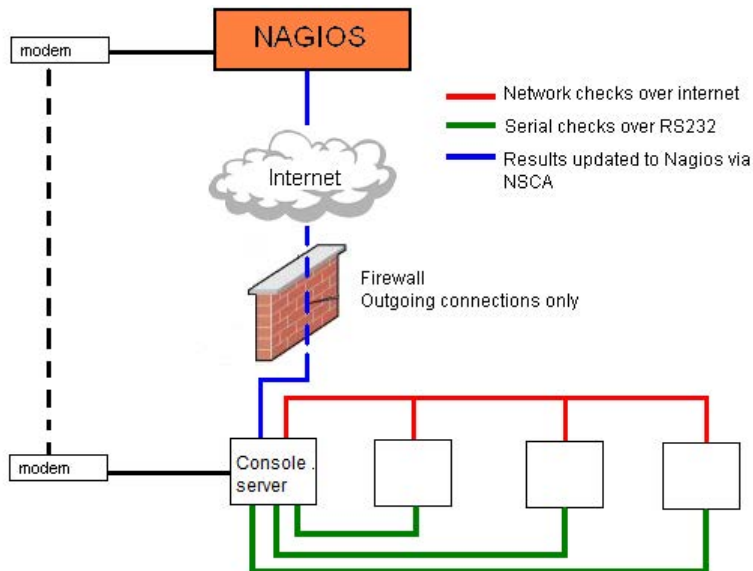 NAGIOS
modem
Network checks over internet
Serial checks over RS232
Results updated to Nagios via
NSCA
Internet
Firewall
Outgoing connections only
modem
Console .
server